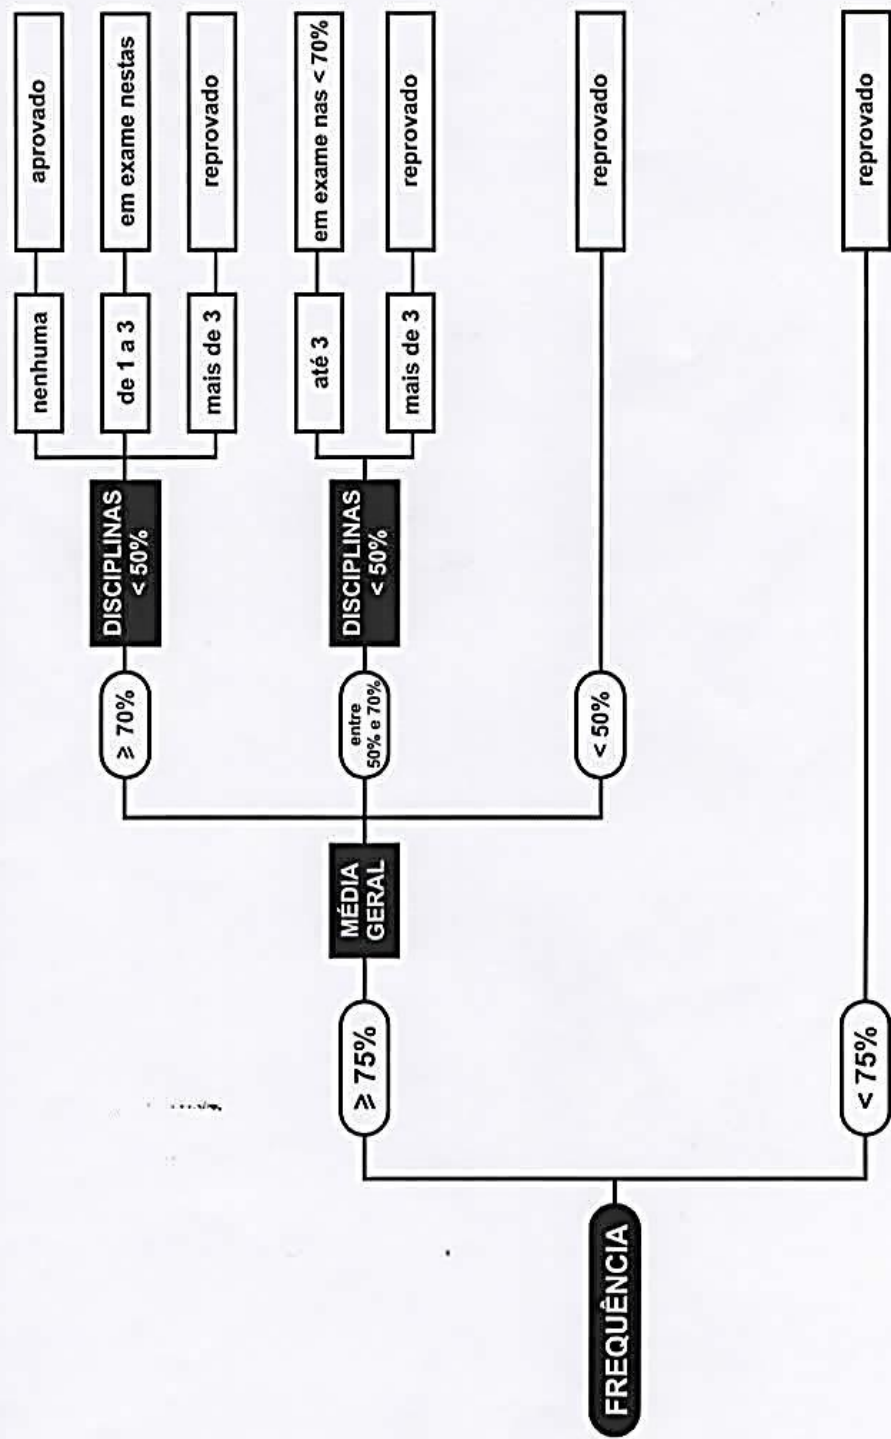 FREQUÊNCIA
≥ 75%
< 75%
MÉDIA
GERAL
≥ 70%
entre
50% e 70%
< 50%
DISCIPLINAS
< 50%
DISCIPLINAS
< 50%
nenhuma
de 1 a 3
mais de 3
até 3
mais de 3
aprovado
em exame nestas
reprovado
em exame nas < 70%
reprovado
reprovado
reprovado